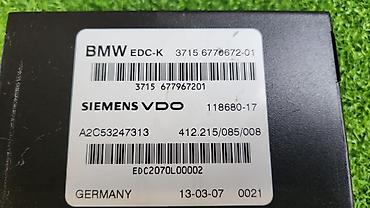 BMW EDC-K 3715 6779672-01
3715 677967201
SIEMENS VDO 118680-17
A2C53247313 412.215/085/008
EDC2070L00002
GERMANY 13-03-07 0021